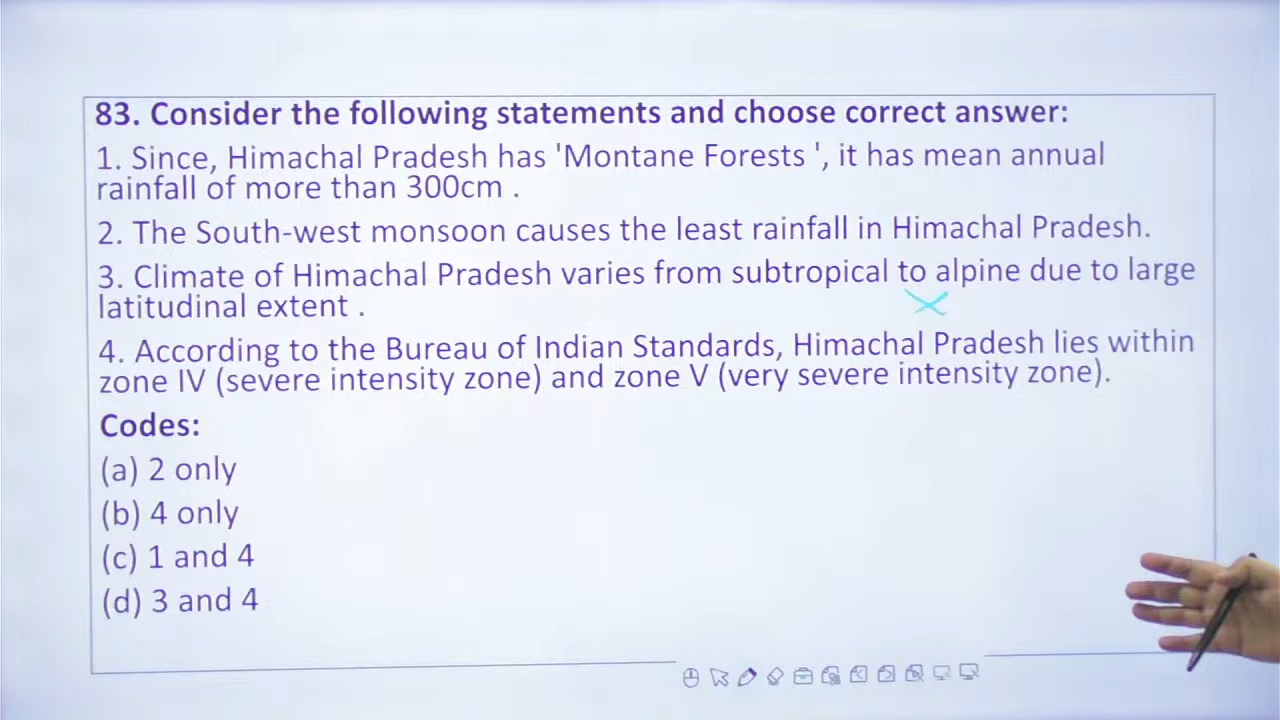 83. Consider the following statements and choose correct answer:
1. Since, Himachal Pradesh has 'Montane Forests ', it has mean annual
rainfall of more than 300cm .
2. The South-west monsoon causes the least rainfall in Himachal Pradesh.
3. Climate of Himachal Pradesh varies from subtropical to alpine due to large
latitudinal extent .
4. According to the Bureau of Indian Standards, Himachal Pradesh lies within
zone IV (severe intensity zone) and zone V (very severe intensity zone).
Codes:
(a) 2 only
(b) 4 only
(c) 1 and 4
(d) 3 and 4